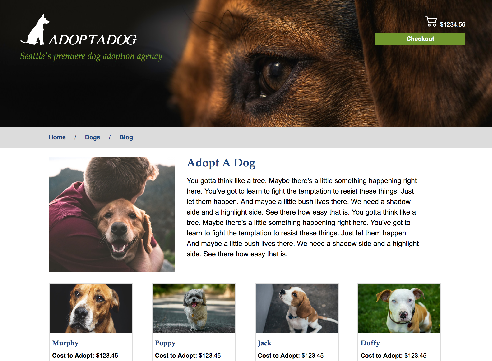 $1234.56
ADOPTADOG
Checkout
Seattle's premiere dog adoption agency
Home / Dogs / Blog
Adopt A Dog
You gotta think like a tree. Maybe there's a little something happening right
here. You've got to learn to fight the temptation to resist these things. Just
let them happen. And maybe a little bush lives there. We need a shadow
side and a highlight side. See there how easy that is. You gotta think like a
tree. Maybe there's a little something happening right here. You've got to
learn to fight the temptation to resist these things. Just let them happen.
And maybe a little bush lives there. We need a shadow side and a highlight
side. See there how easy that is.
Murphy
Poppy
Jack
Duffy
Cost to Adopt: $123.45
Cost to Adopt: $123.45
Cost to Adopt: $123.45
Cost to Adopt: $123.45